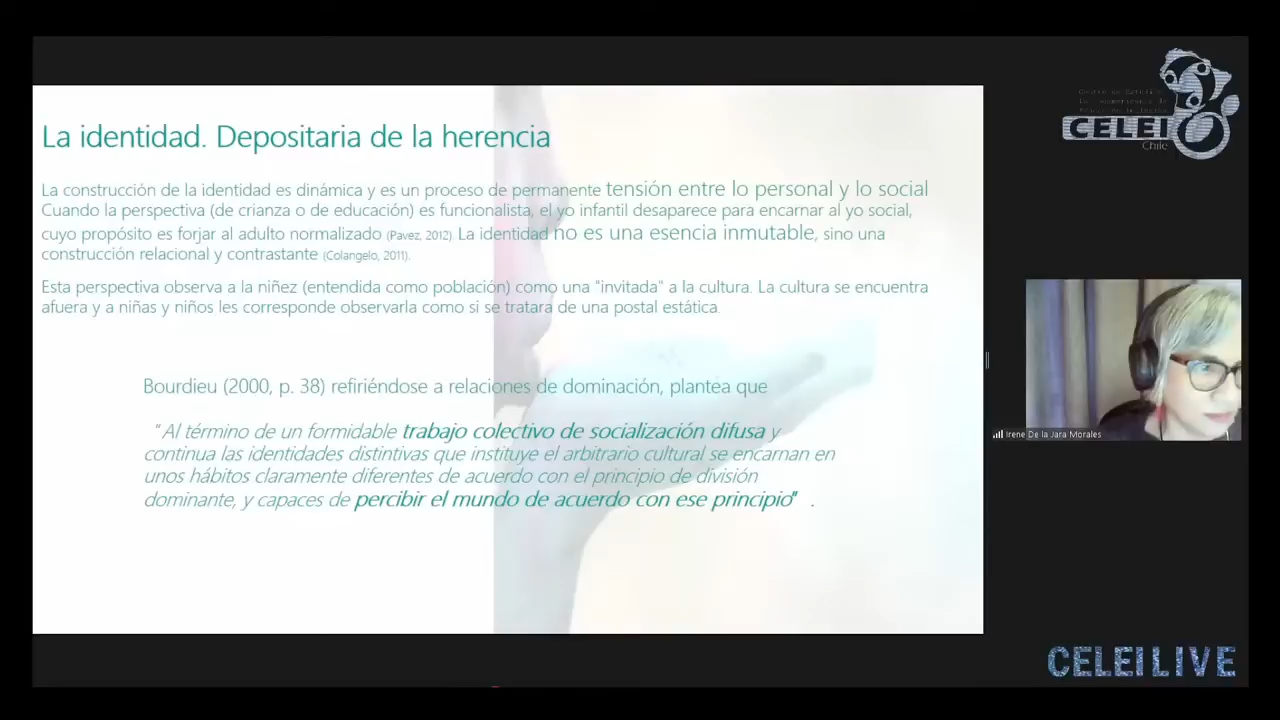 La identidad. Depositaria de la herencia
La construcción de la identidad es dinámica y es un proceso de permanente tensión entre lo personal y lo social
Cuando la perspectiva (de crianza o de educación) es funcionalista, el yo infantil desaparece para encarnar al yo social,
cuyo propósito es forjar al adulto normalizado (Pavez, 2012). La identidad no es una esencia inmutable, sino una
construcción relacional y contrastante (Colangelo, 2011).
Esta perspectiva observa a la niñez (entendida como población) como una "invitada" a la cultura. La cultura se encuentra
afuera y a niñas y niños les corresponde observarla como si se tratara de una postal estática.
Bourdieu (2000, p. 38) refiriéndose a relaciones de dominación, plantea que
"Al término de un formidable trabajo colectivo de socialización difusa y
continua las identidades distintivas que instituye el arbitrario cultural se encarnan en
unos hábitos claramente diferentes de acuerdo con el principio de división
dominante, y capaces de percibir el mundo de acuerdo con ese principio" .
CELEI
Chile
Irene De la Jara Morales
CELEI LIVE